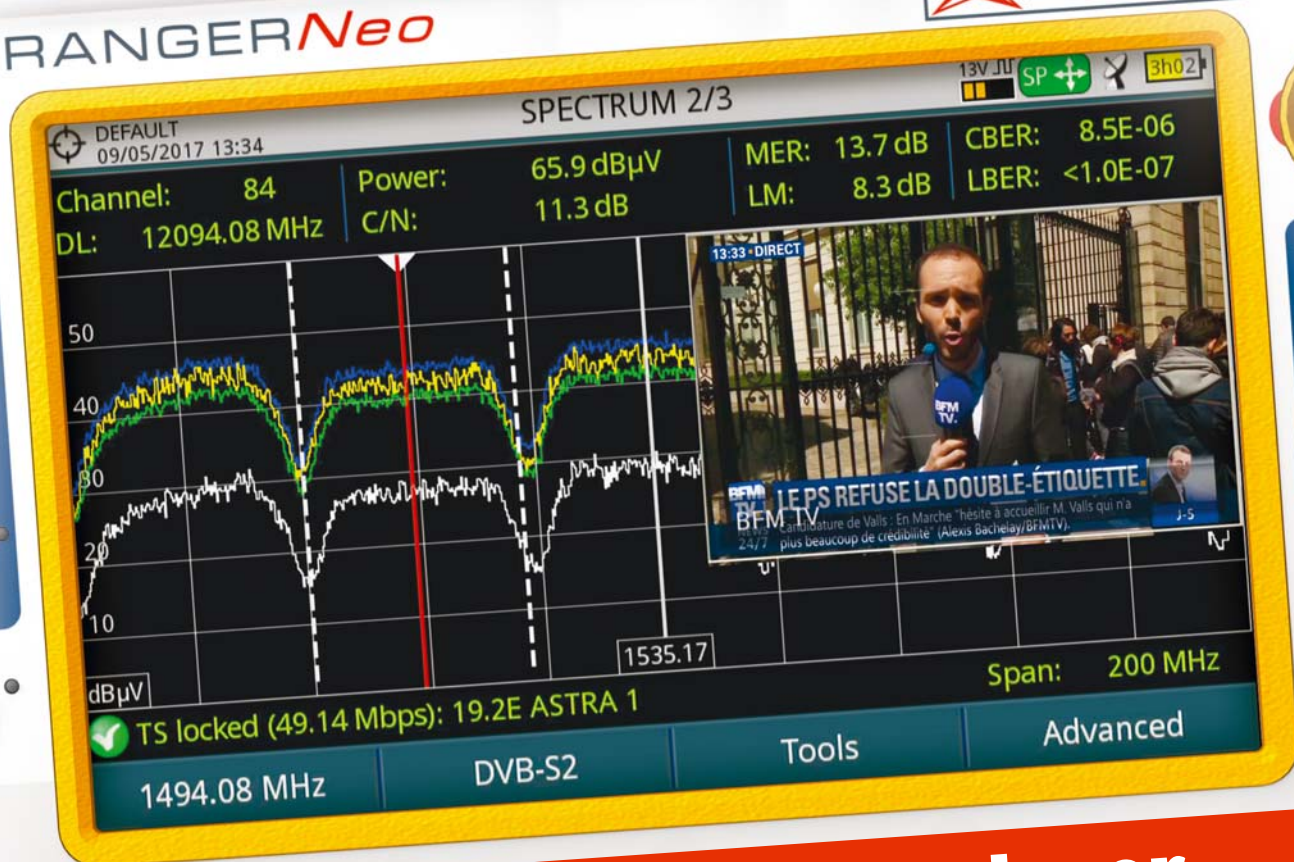 RANGERNeo
DEFAULT
09/05/2017 13:34
SPECTRUM 2/3
13V
SP
3h02
Channel: 84
DL: 12094.08 MHz
Power: 65.9 dBµV
C/N: 11.3 dB
MER: 13.7 dB
LM: 8.3 dB
CBER: 8.5E-06
LBER: <1.0E-07
50
40
30
20
10
dBµV
1535.17
13:33 DIRECT
BFM
TV.
BFM
TV
LE PS REFUSE LA DOUBLE-ÉTIQUETTE.
BFM TV
NEWS
24/7
Candidature de Valls : En Marche "hésite à accueillir M. Valls qui n'a
plus beaucoup de crédibilité" (Alexis Bachelay/BFMTV).
J-5
Span: 200 MHz
TS locked (49.14 Mbps): 19.2E ASTRA 1
1494.08 MHz
DVB-S2
Tools
Advanced